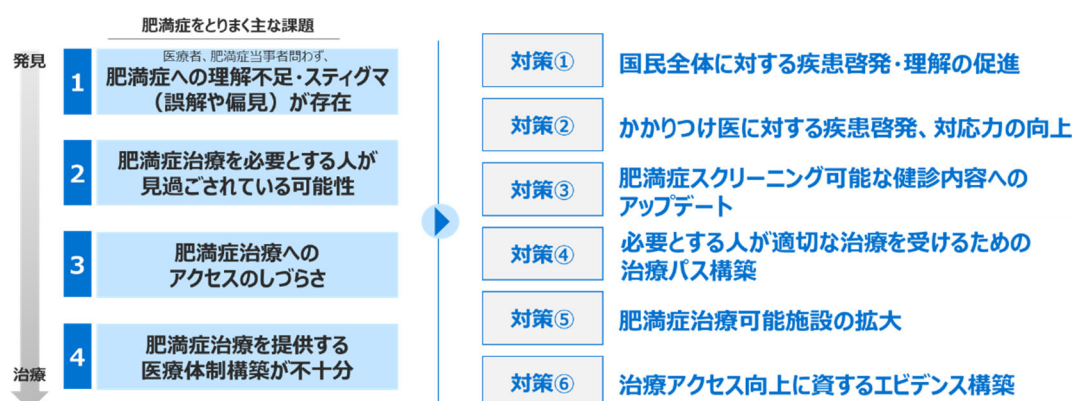 肥満症をとりまく主な課題
発見
1
医療者、肥満症当事者問わず、
肥満症への理解不足・スティグマ
（誤解や偏見）が存在
2
肥満症治療を必要とする人が
見過ごされている可能性
3
肥満症治療への
アクセスのしづらさ
4
肥満症治療を提供する
医療体制構築が不十分
治療
対策①
国民全体に対する疾患啓発・理解の促進
対策②
かかりつけ医に対する疾患啓発、対応力の向上
対策③
肥満症スクリーニング可能な健診内容への
アップデート
対策④
必要とする人が適切な治療を受けるための
治療パス構築
対策⑤
肥満症治療可能施設の拡大
対策⑥
治療アクセス向上に資するエビデンス構築